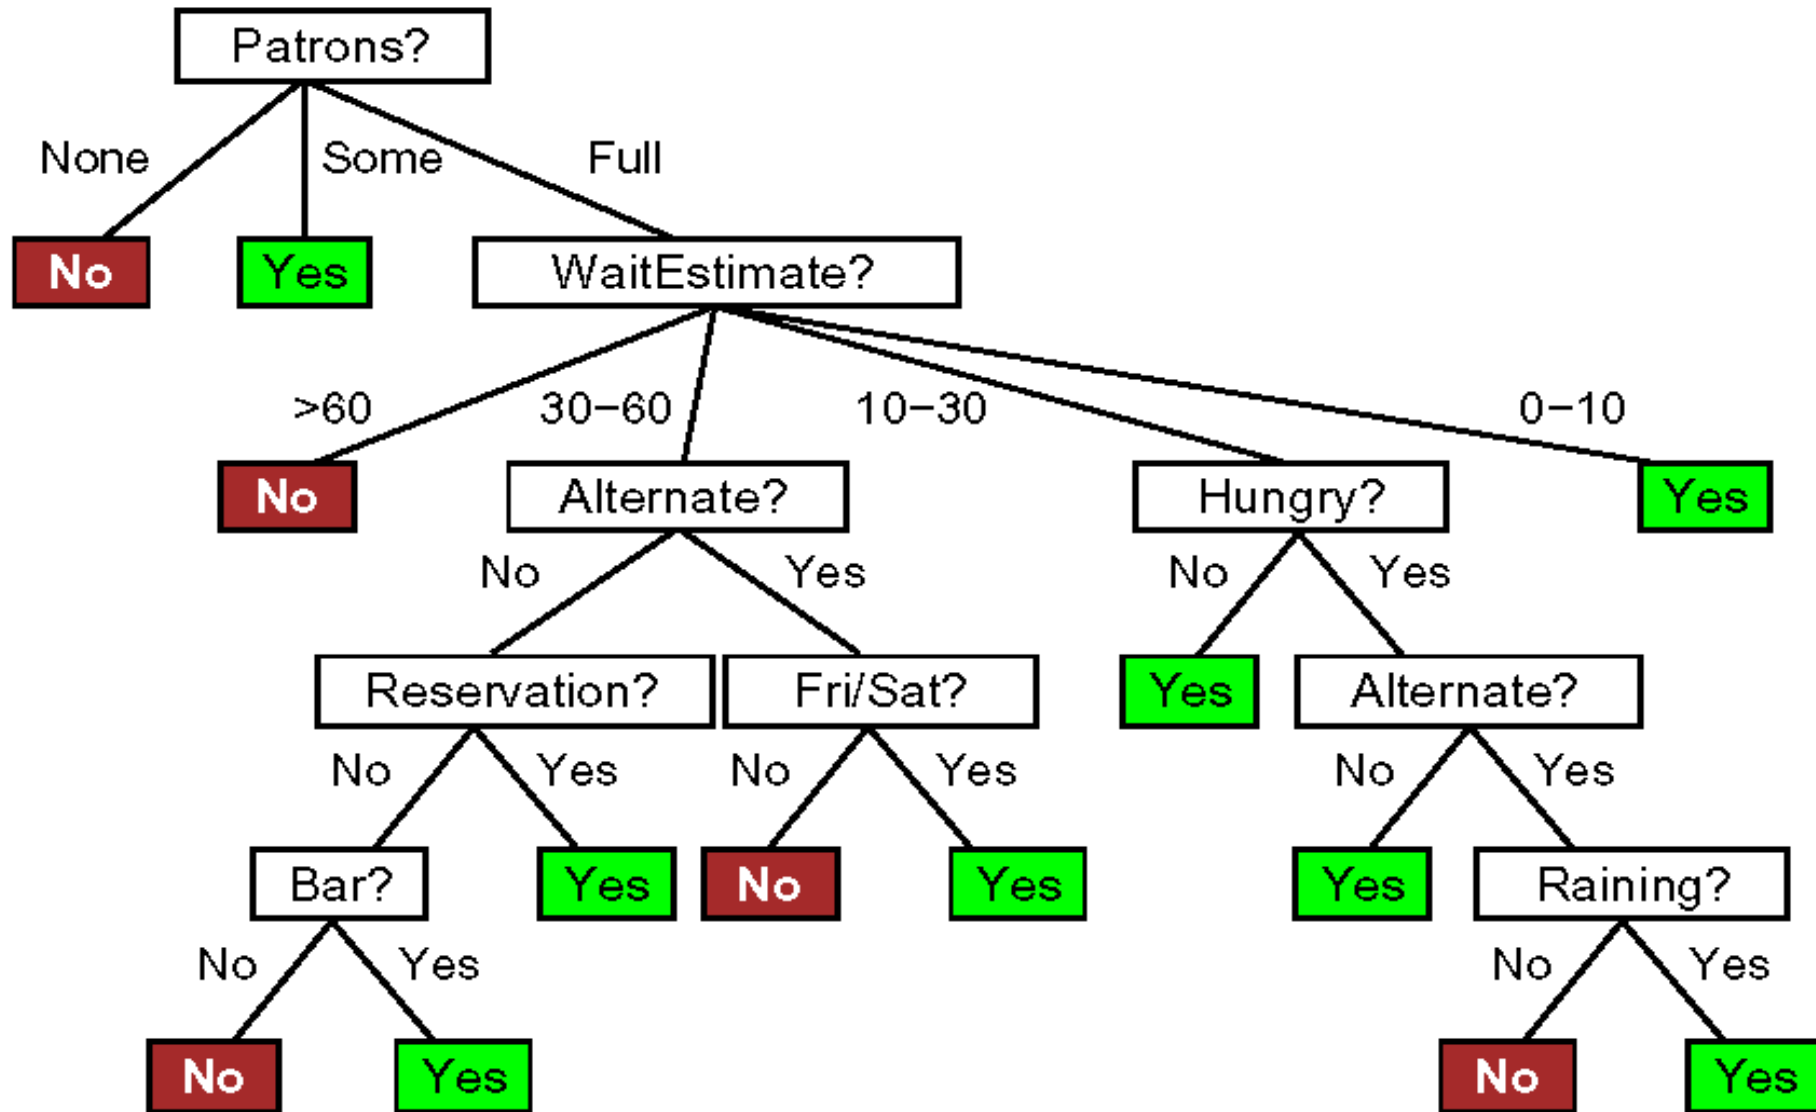 Patrons?
None Some Full
No Yes WaitEstimate?
>60 30−60 10−30 0−10
No Alternate? Hungry? Yes
No Yes No Yes
Reservation? Fri/Sat? Yes Alternate?
No Yes No Yes No Yes
Bar? Yes No Yes Yes Raining?
No Yes No Yes
No Yes No Yes